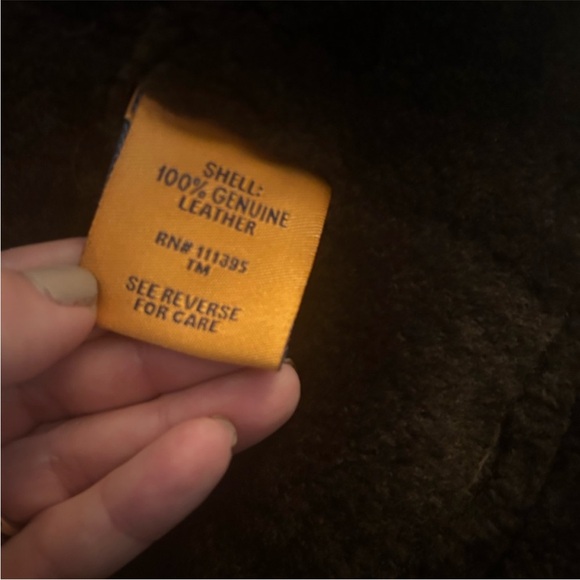 SHELL:
100% GENUINE
LEATHER
RN# 111395
TM
SEE REVERSE
FOR CARE